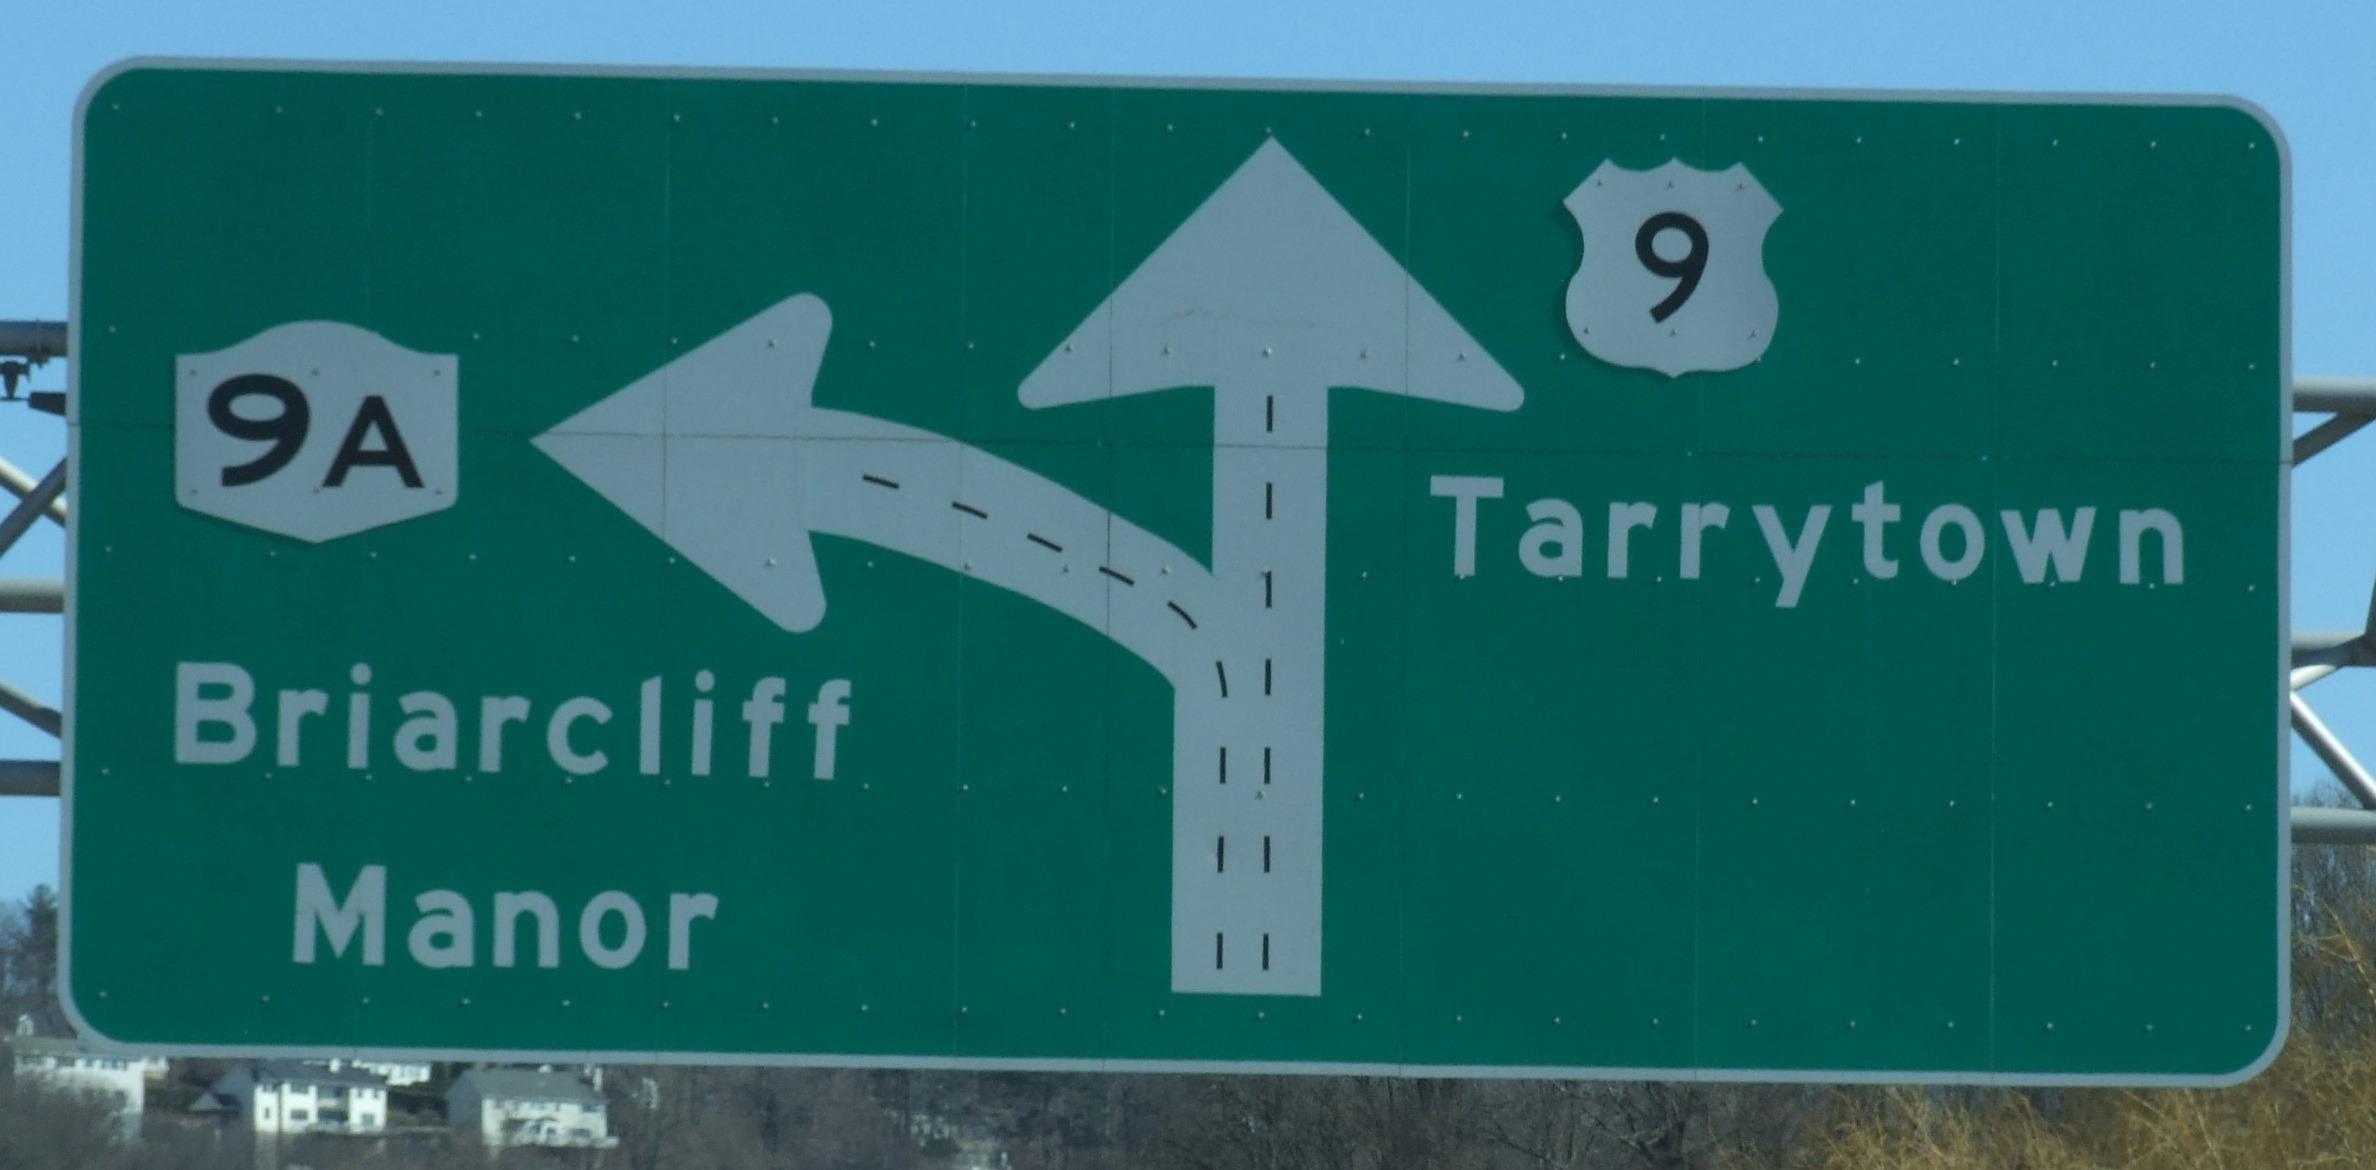 9A
Briarcliff
Manor
9
Tarrytown